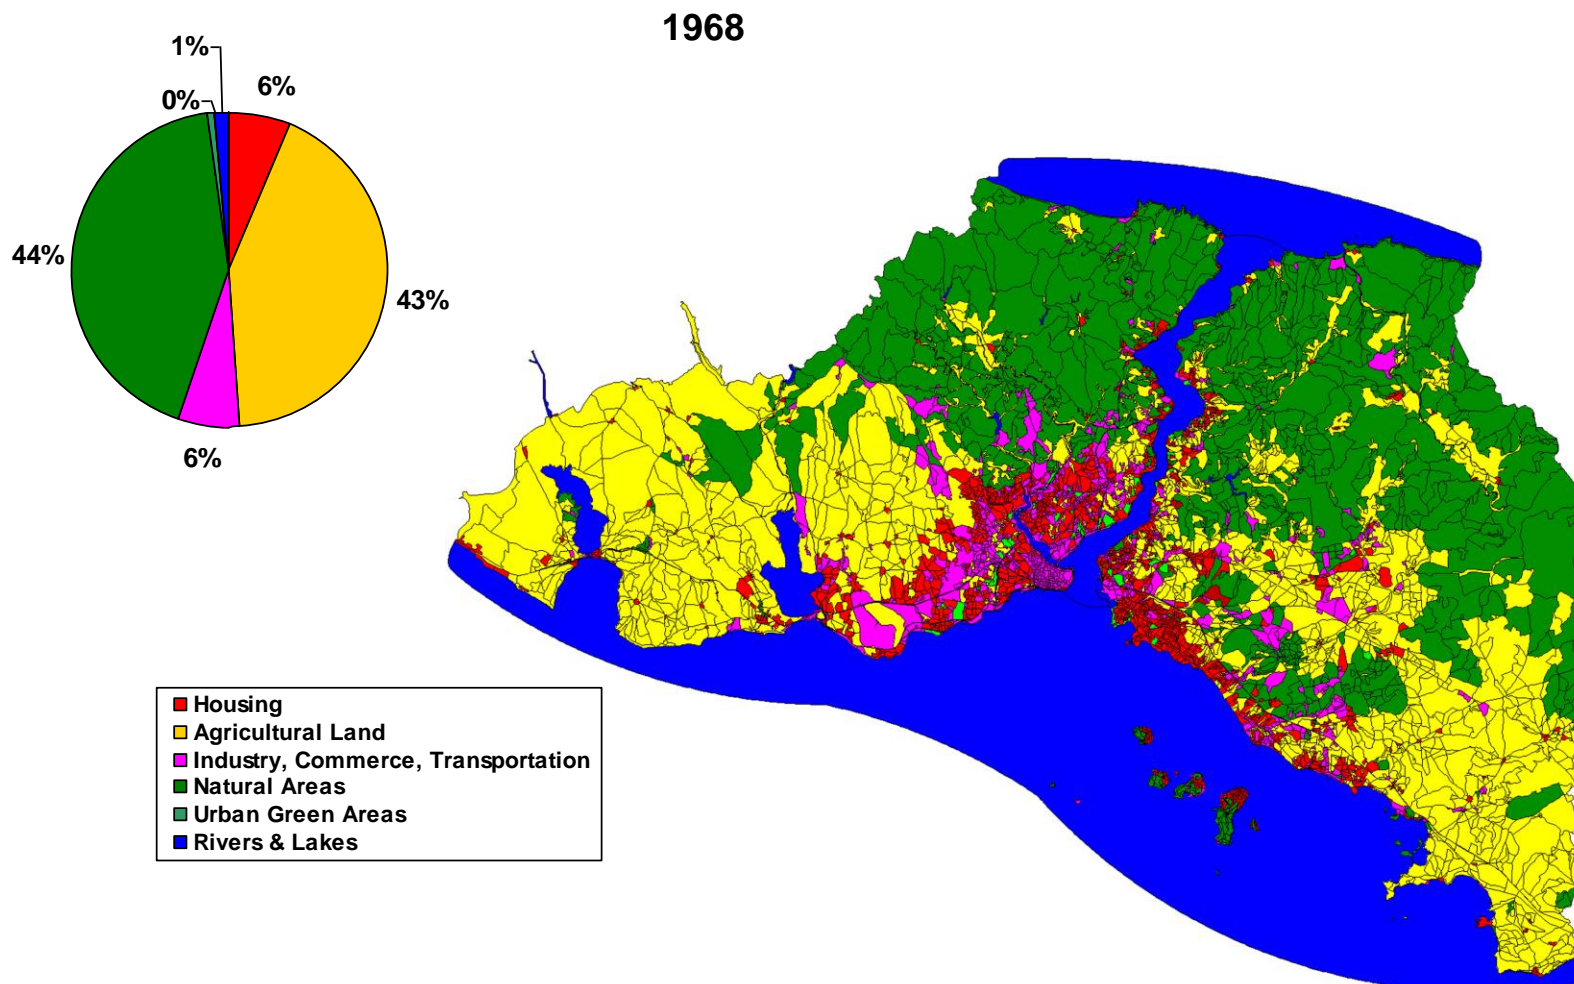 1968
1%
6%
0%
44%
43%
6%
Housing
Agricultural Land
Industry, Commerce, Transportation
Natural Areas
Urban Green Areas
Rivers & Lakes